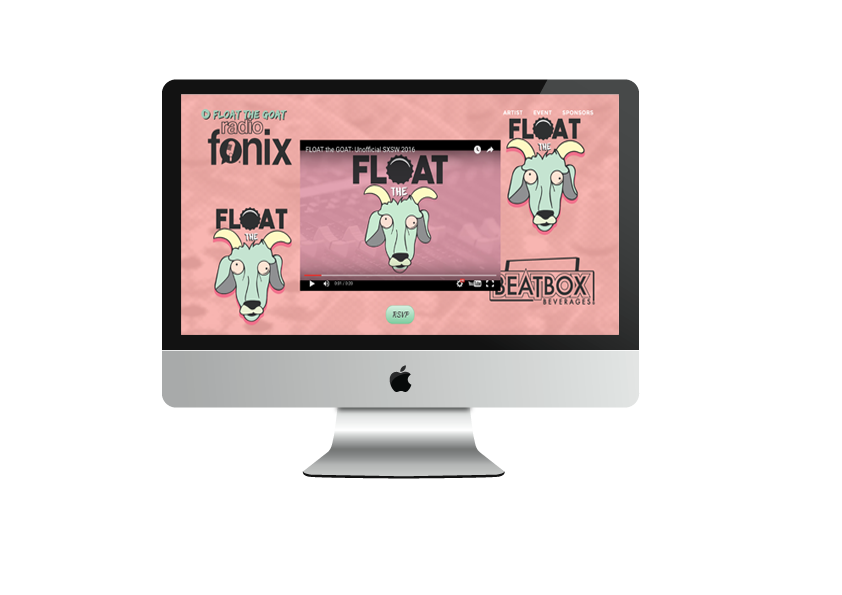 FLOAT THE GOAT
ARTIST EVENT SPONSORS
radio
fonix
FLOAT the GOAT: Unofficial SXSW 2016
FLOAT
THE
FLOAT
THE
FLOAT
THE
0:01 / 0:20
YouTube
BEATBOX
BEVERAGES
RSVP